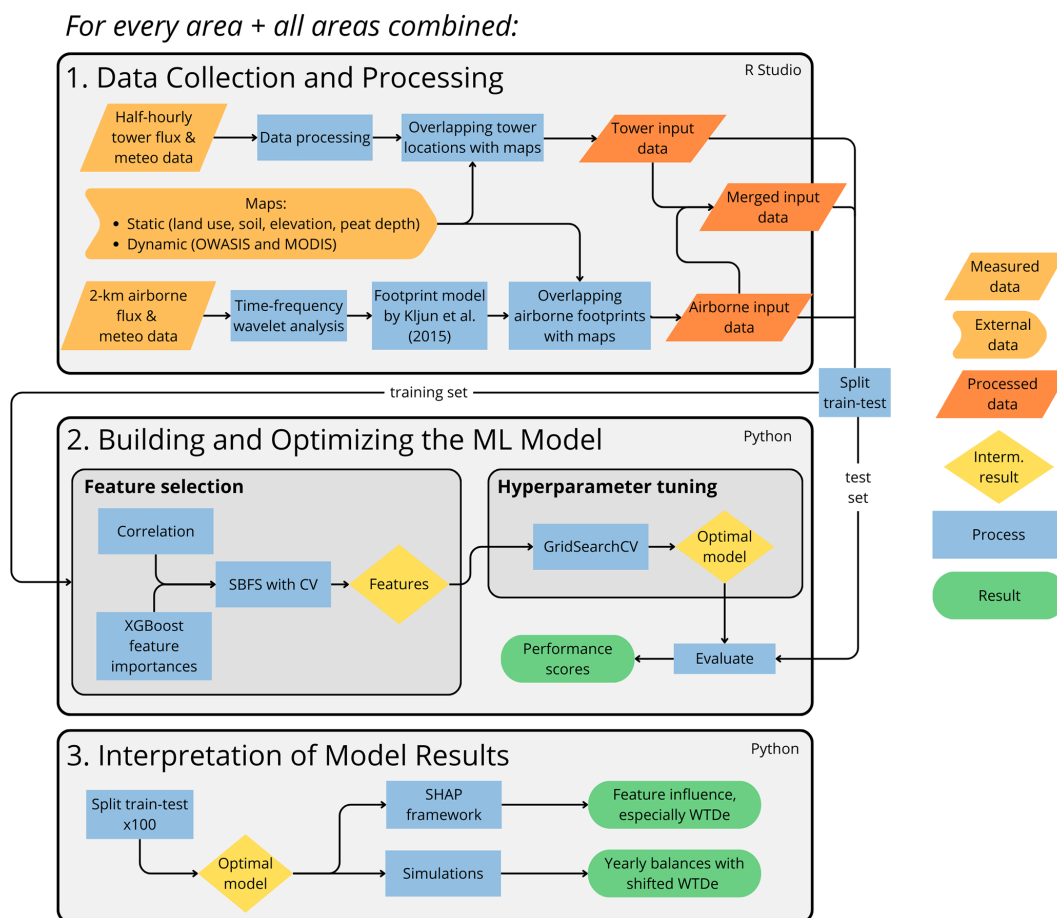 For every area + all areas combined:
1. Data Collection and Processing
R Studio
Half-hourly
tower flux &
meteo data
Data processing
Overlapping tower
locations with maps
Tower input
data
Merged input
data
Maps:
• Static (land use, soil, elevation, peat depth)
• Dynamic (OWASIS and MODIS)
2-km airborne
flux &
meteo data
Time-frequency
wavelet analysis
Footprint model
by Kljun et al.
(2015)
Overlapping
airborne footprints
with maps
Airborne input
data
Measured
data
External
data
Processed
data
Interm.
result
Process
Result
Split
train-test
training set
test
set
2. Building and Optimizing the ML Model
Python
Feature selection
Correlation
XGBoost
feature
importances
SBFS with CV
Features
Hyperparameter tuning
GridSearchCV
Optimal
model
Evaluate
Performance
scores
3. Interpretation of Model Results
Python
Split train-test
x100
Optimal
model
SHAP
framework
Feature influence,
especially WTDe
Simulations
Yearly balances with
shifted WTDe